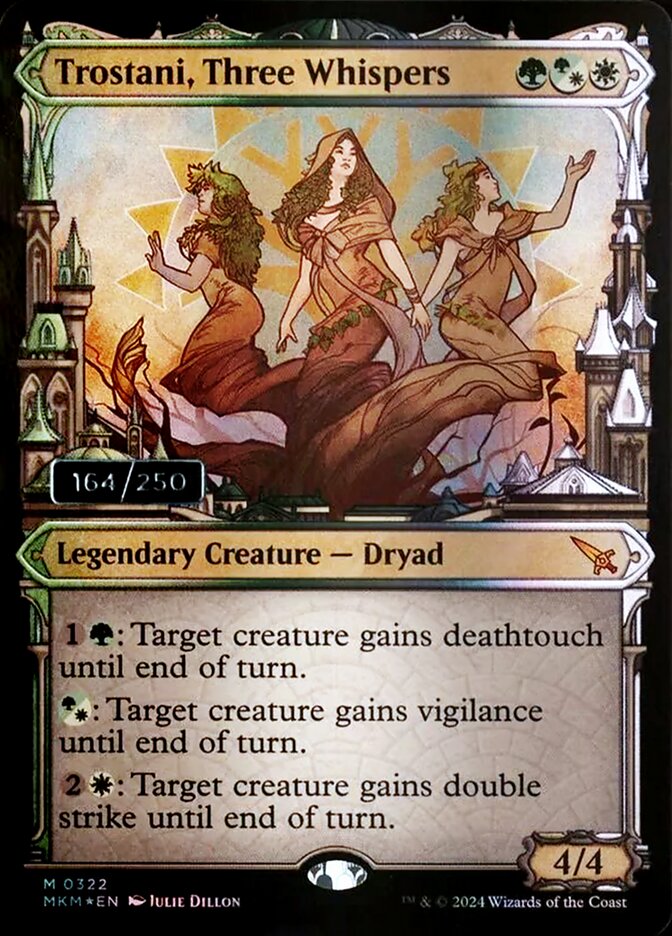 Trostani, Three Whispers
164/250
Legendary Creature — Dryad
1 : Target creature gains deathtouch
until end of turn.
: Target creature gains vigilance
until end of turn.
2 : Target creature gains double
strike until end of turn.
4/4
M 0322
MKM★EN Julie Dillon
™ & © 2024 Wizards of the Coast